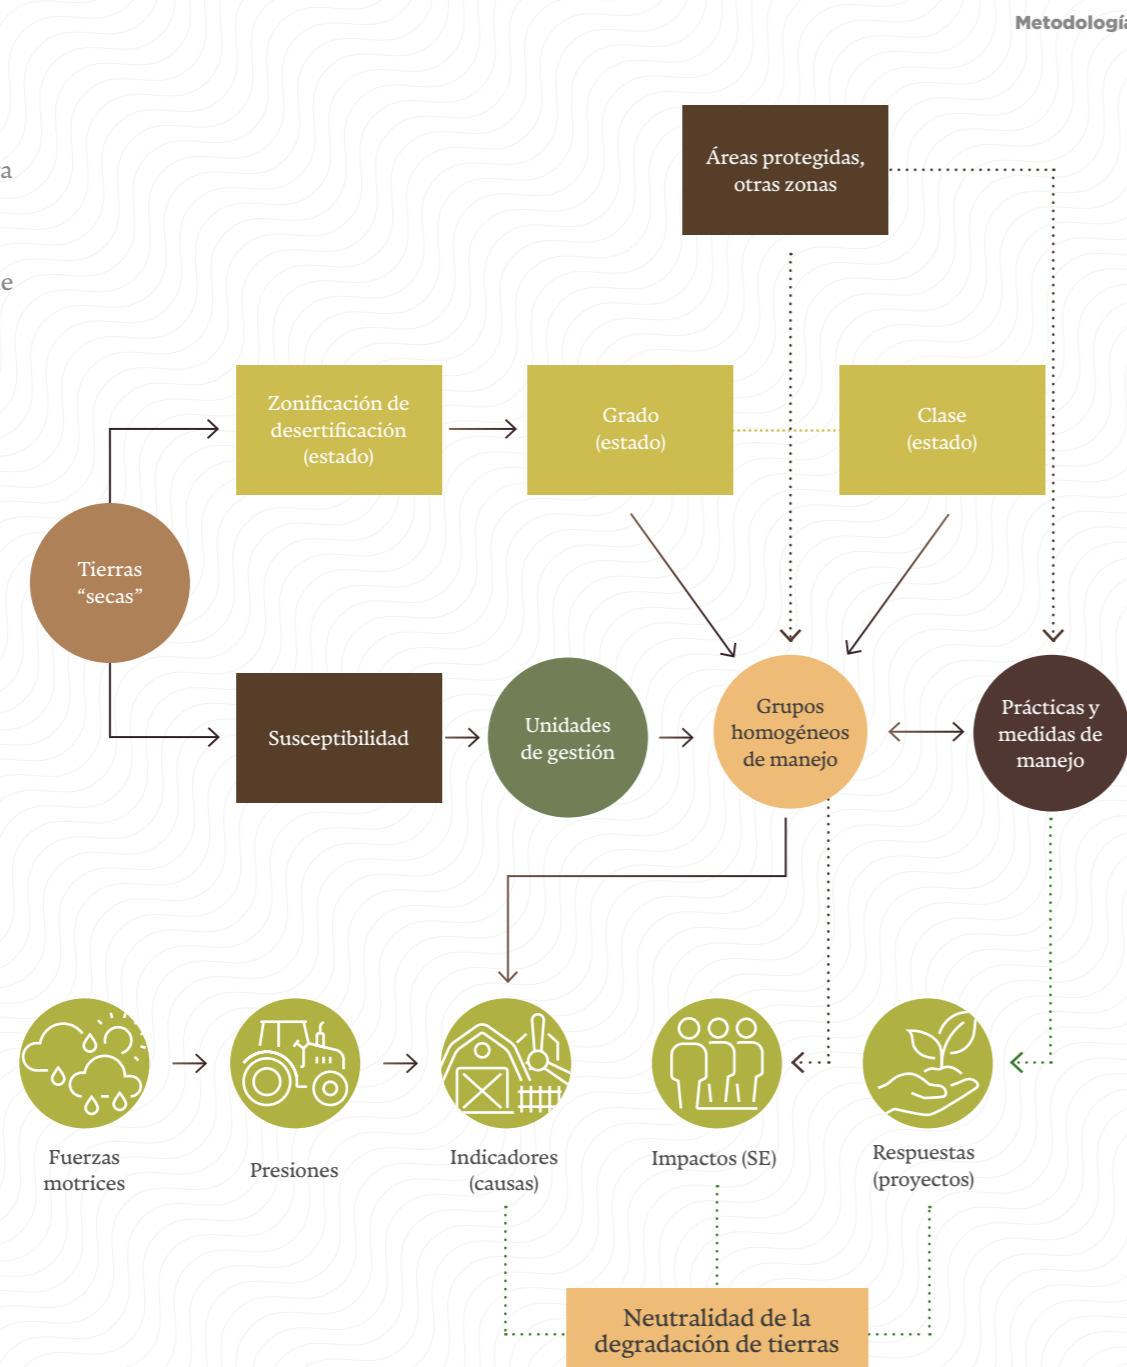 Metodología
a
e
Áreas protegidas,
otras zonas
Zonificación de
desertificación
(estado)
Grado
(estado)
Clase
(estado)
Tierras
“secas”
Susceptibilidad
Unidades
de gestión
Grupos
homogéneos
de manejo
Prácticas y
medidas de
manejo
Fuerzas
motrices
Presiones
Indicadores
(causas)
Impactos (SE)
Respuestas
(proyectos)
Neutralidad de la
degradación de tierras